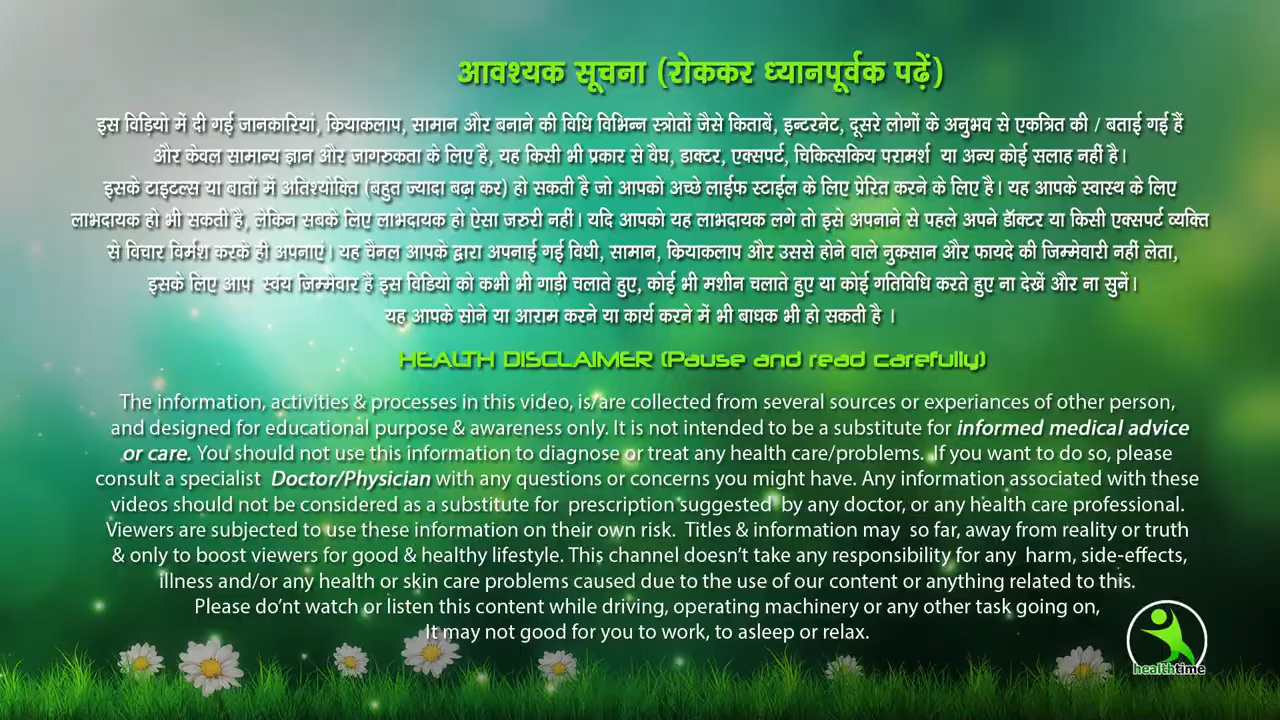 आवश्यक सूचना (रोककर ध्यानपूर्वक पढ़ें)
इस विड़ियो में दी गई जानकारियां, कियाकलाप, सामान और बनाने की विधि विभिन्न स्त्रोतों जैसे किताबें, इन्टरनेट, दूसरे लोगों के अनुभव से एकत्रित की / बताई गई हैं
और केवल सामान्य ज्ञान और जागरुकता के लिए है, यह किसी भी प्रकार से वैघ, डाक्टर, एक्सपर्ट, चिकित्सकिय परामर्श या अन्य कोई सलाह नहीं है।
इसके टाइटल्स या बातों में अतिश्योक्ति (बहुत ज्यादा बढ़ा कर) हो सकती है जो आपको अच्छे लाईफ स्टाईल के लिए प्रेरित करने के लिए है। यह आपके स्वास्थ के लिए
लाभदायक हो भी सकती है, लेकिन सबके लिए लाभदायक हो ऐसा जरुरी नहीं। यदि आपको यह लाभदायक लगे तो इसे अपनाने से पहले अपने डॉक्टर या किसी एक्सपर्ट व्यक्ति
से विचार विर्मश करके ही अपनाएं। यह चैनल आपके द्वारा अपनाई गई विधी, सामान, कियाकलाप और उससे होने वाले नुकसान और फायदे की जिम्मेवारी नहीं लेता,
इसके लिए आप स्वंय जिम्मेवार हैं इस विडियो को कभी भी गाड़ी चलाते हुए, कोई भी मशीन चलाते हुए या कोई गतिविधि करते हुए ना देखें और ना सुनें।
यह आपके सोने या आराम करने या कार्य करने में भी बाधक भी हो सकती है ।
HEALTH DISCLAIMER (Pause and read carefully)
The information, activities & processes in this video, is/are collected from several sources or experiances of other person,
and designed for educational purpose & awareness only. It is not intended to be a substitute for informed medical advice
or care. You should not use this information to diagnose or treat any health care/problems. If you want to do so, please
consult a specialist Doctor/Physician with any questions or concerns you might have. Any information associated with these
videos should not be considered as a substitute for prescription suggested by any doctor, or any health care professional.
Viewers are subjected to use these information on their own risk. Titles & information may so far, away from reality or truth
& only to boost viewers for good & healthy lifestyle. This channel doesn't take any responsibility for any harm, side-effects,
illness and/or any health or skin care problems caused due to the use of our content or anything related to this.
Please do'nt watch or listen this content while driving, operating machinery or any other task going on,
It may not good for you to work, to asleep or relax.
healthtime